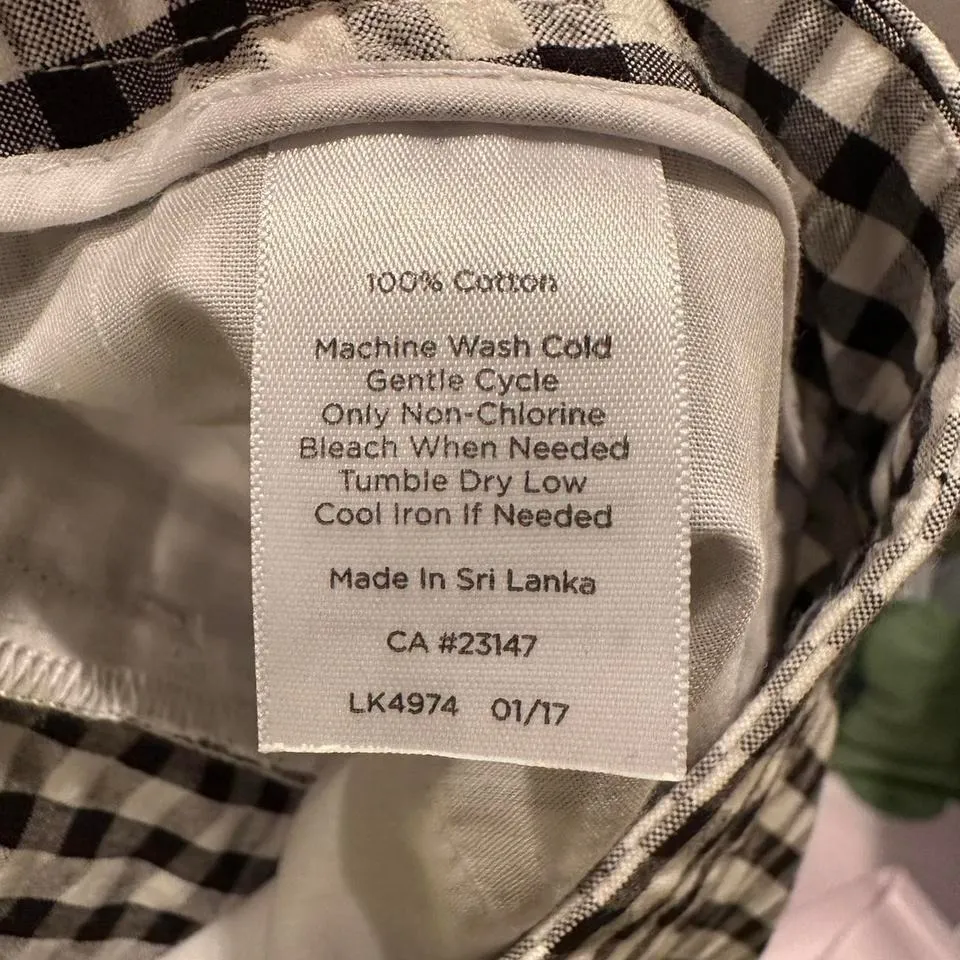 100% Cotton
Machine Wash Cold
Gentle Cycle
Only Non-Chlorine
Bleach When Needed
Tumble Dry Low
Cool Iron If Needed
Made In Sri Lanka
CA #23147
LK4974 01/17